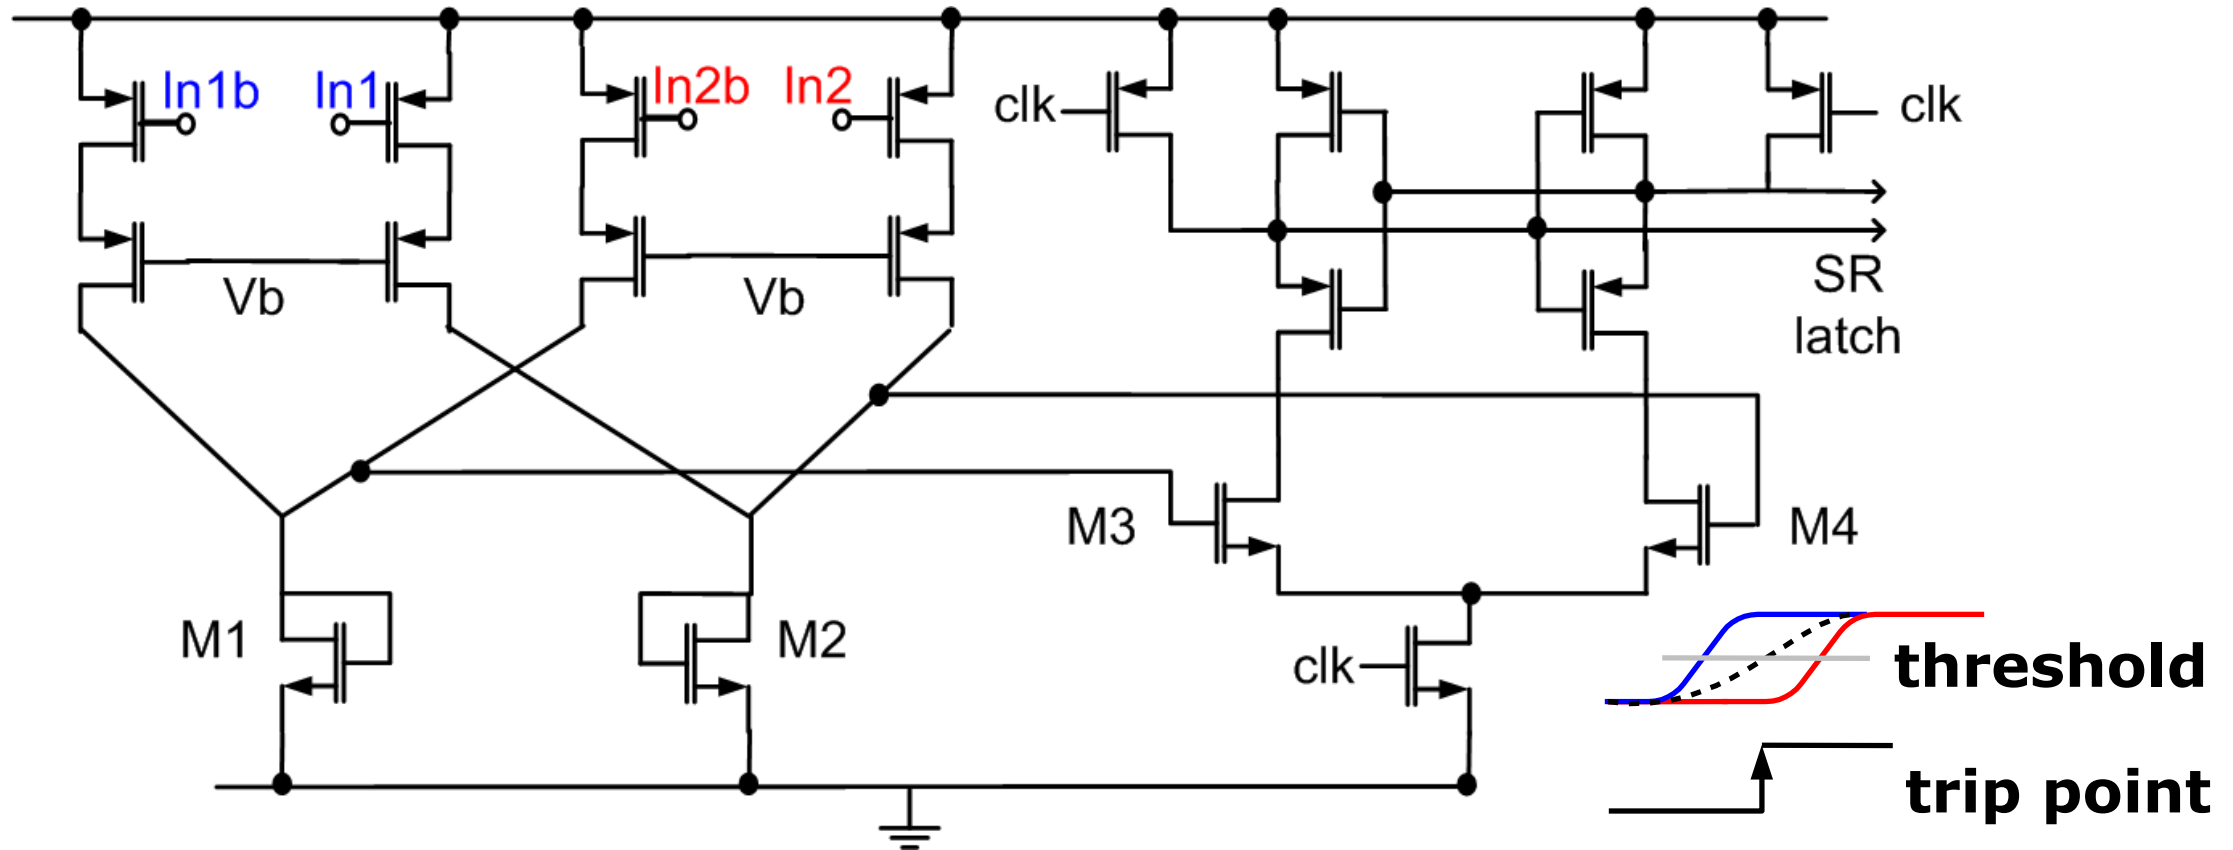 In1b
In1
In2b
In2
clk
clk
Vb
Vb
SR
latch
M3
M4
M1
M2
clk
threshold
trip point